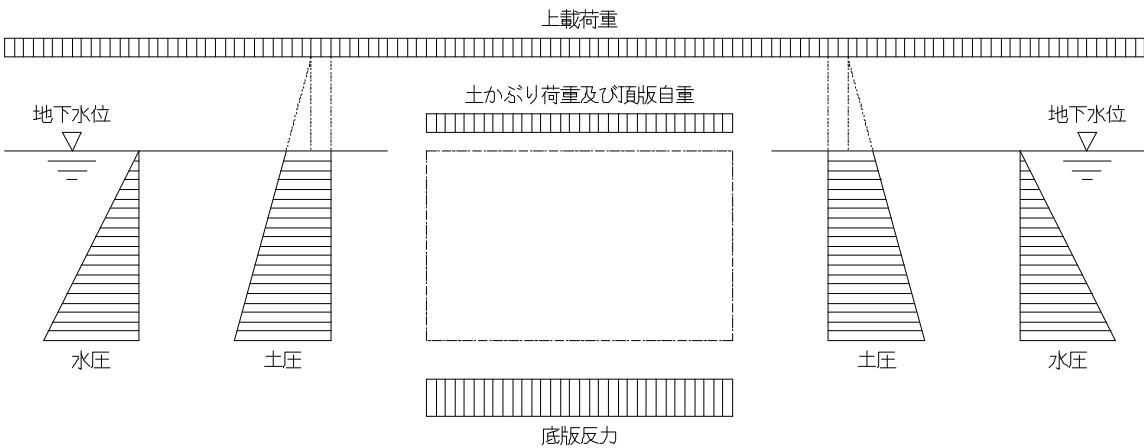 上載荷重
土かぶり荷重及び頂版自重
地下水位
地下水位
水圧
土圧
土圧
水圧
底版反力